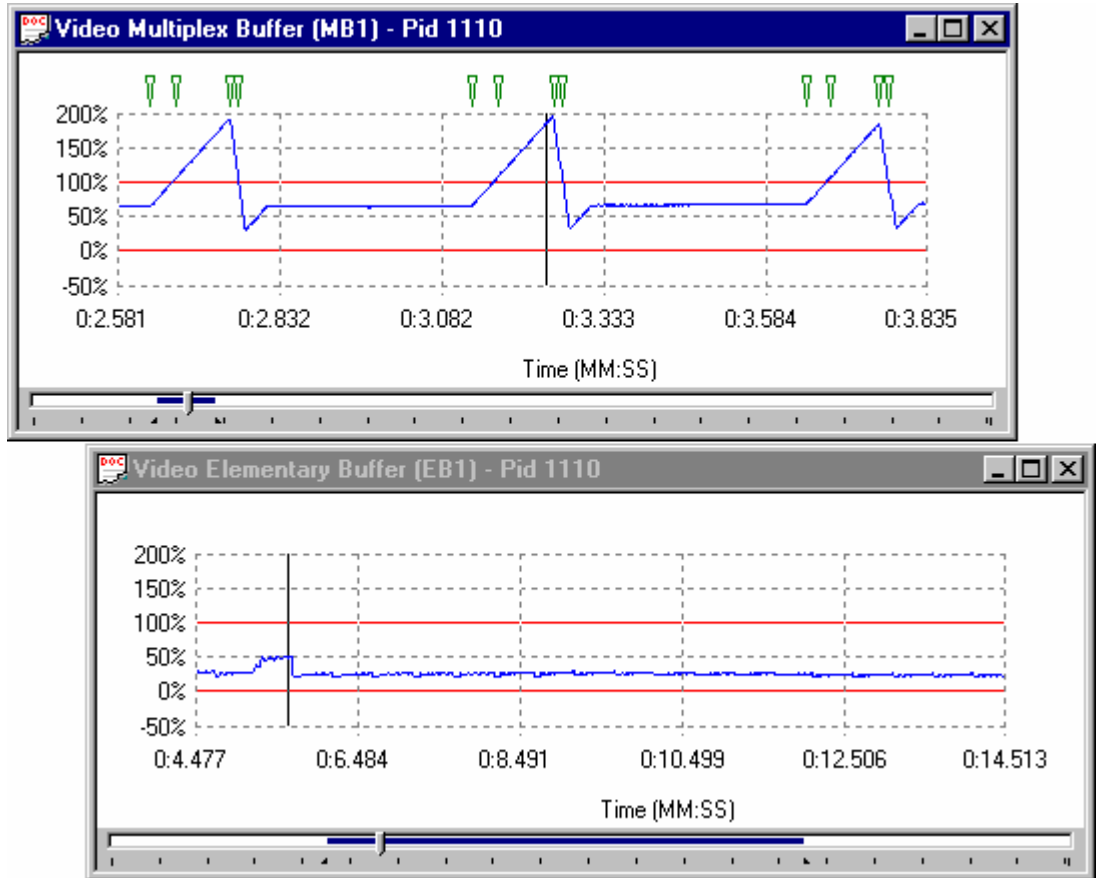 DOC Video Multiplex Buffer (MB1) - Pid 1110
200%
150%
100%
50%
0%
-50%
0:2.581 0:2.832 0:3.082 0:3.333 0:3.584 0:3.835
Time (MM:SS)
DOC Video Elementary Buffer (EB1) - Pid 1110
200%
150%
100%
50%
0%
-50%
0:4.477 0:6.484 0:8.491 0:10.499 0:12.506 0:14.513
Time (MM:SS)